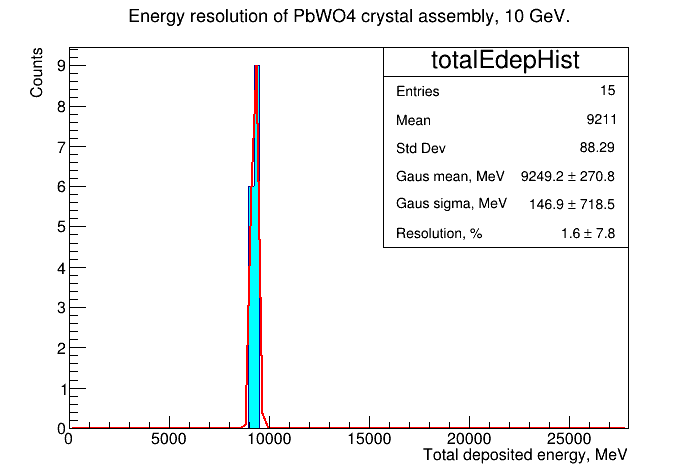 Energy resolution of PbWO4 crystal assembly, 10 GeV.
Counts
totalEdepHist
Entries 15
Mean 9211
Std Dev 88.29
Gaus mean, MeV 9249.2 ± 270.8
Gaus sigma, MeV 146.9 ± 718.5
Resolution, % 1.6 ± 7.8
9
8
7
6
5
4
3
2
1
0
0 5000 10000 15000 20000 25000
Total deposited energy, MeV